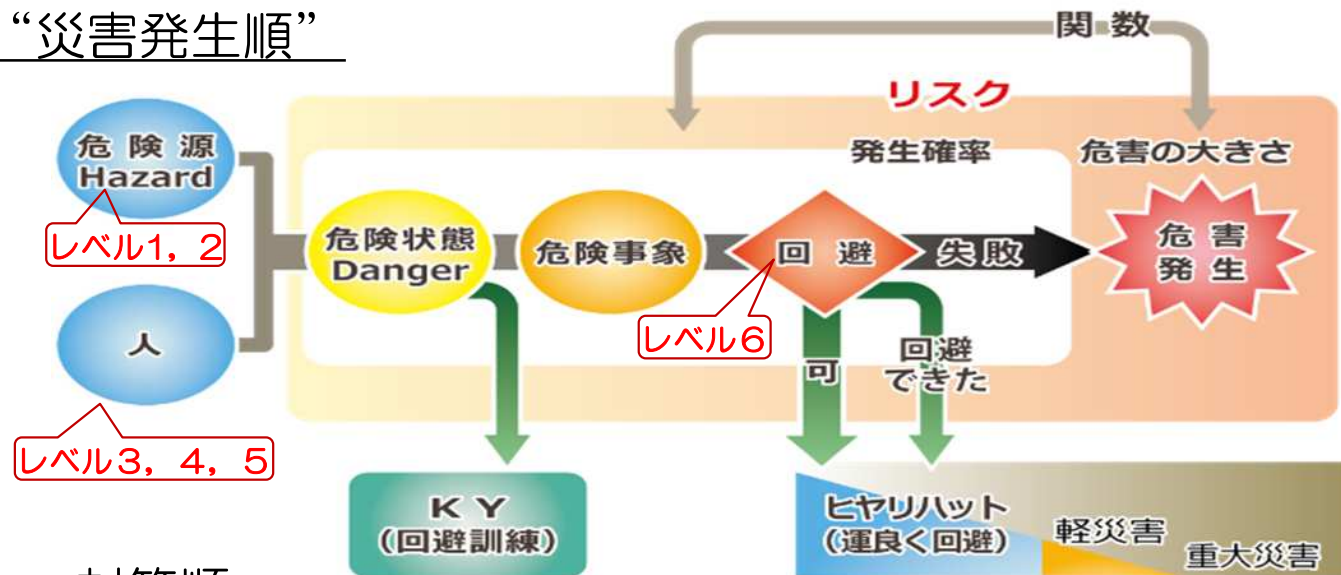 “災害発生順”
関数
リスク
危険源
Hazard
発生確率
危害の大きさ
レベル1, 2
危険状態
Danger
危険事象
回避
失敗
危害
発生
人
レベル6
可
回避
できた
レベル3, 4, 5
KY
(回避訓練)
ヒヤリハット
(運良く回避)
軽災害
重大災害